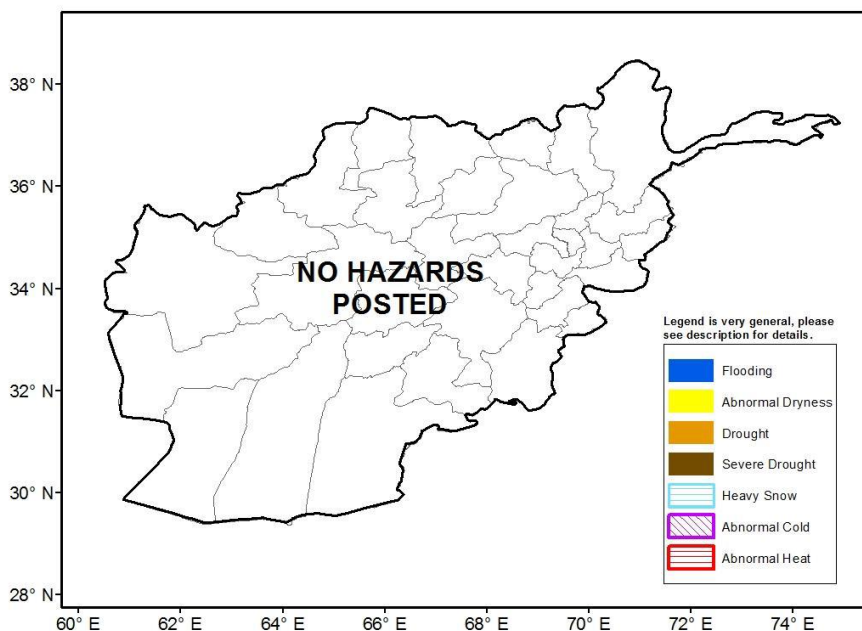 38° N
36° N
34° N
32° N
30° N
28° N
NO HAZARDS
POSTED
Legend is very general, please
see description for details.
Flooding
Abnormal Dryness
Drought
Severe Drought
Heavy Snow
Abnormal Cold
Abnormal Heat
60° E 62° E 64° E 66° E 68° E 70° E 72° E 74° E